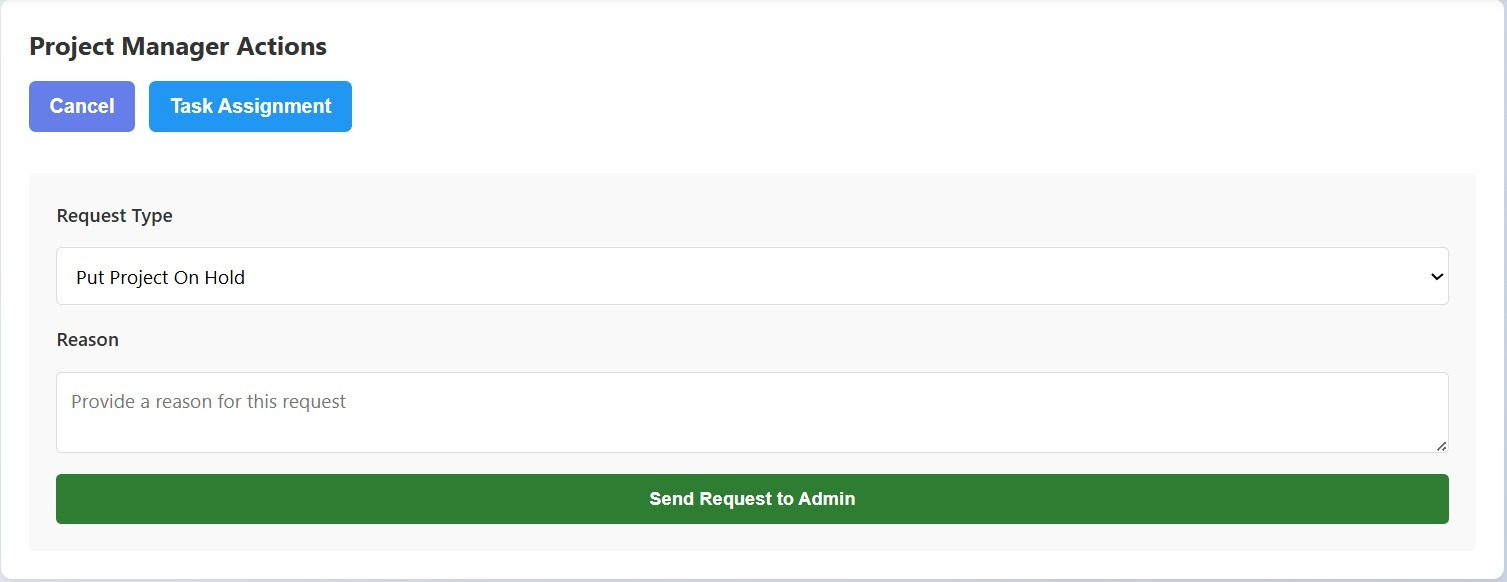 Project Manager Actions
Cancel Task Assignment
Request Type
Put Project On Hold
Reason
Provide a reason for this request
Send Request to Admin